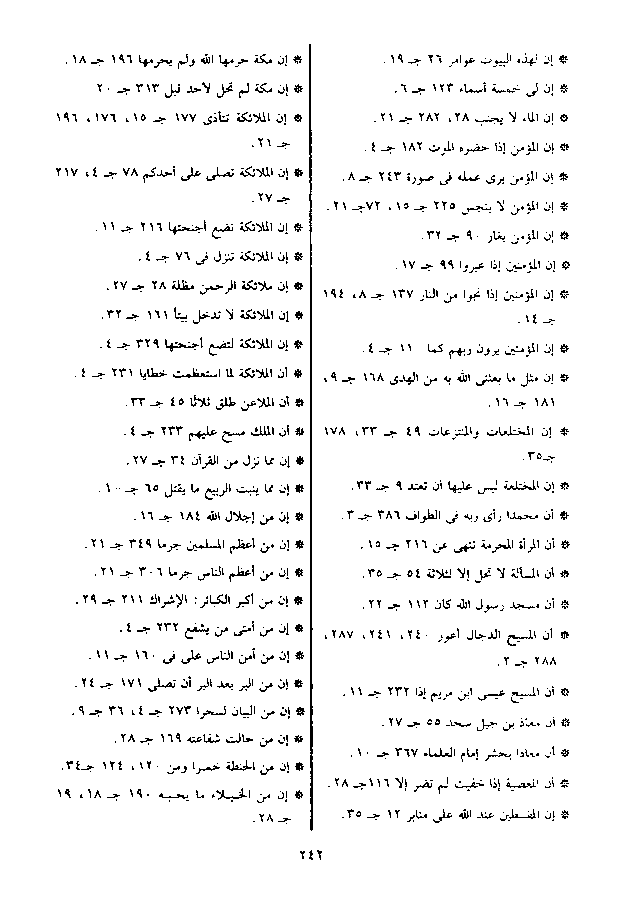 * إن لهذه البيوت عوامر ٢٦ جـ ١٩.
* إن لى خمسة أسماء ١٢٣ جـ ٦.
* إن الماء لا يجنب ٢٨، ٢٨٢ جـ ٢١.
* إن المؤمن إذا حضره الموت ١٨٢ جـ ٤.
* إن المؤمن يرى عمله فى صورة ٢٤٣ جـ ٨.
* إن المؤمن لا ينجس ٢٢٥ جـ ١٥، ٧٢جـ ٢١.
* إن المؤمن يغار ٩٠ جـ ٣٢.
* إن المؤمنين إذا عبروا ٩٩ جـ ١٧.
* إن المؤمنين إذا نجوا من النار ١٣٧ جـ ٨، ١٩٤
جـ ١٤.
* إن المؤمنين يرون ربهم كما ١١ جـ ٤.
* إن مثل ما بعثنى الله به من الهدى ١٦٨ جـ ٩،
١٨١ جـ ١٦.
* إن المختلعات والمنتزعات ٤٩ جـ ٣٣، ١٧٨
جـ٣٥.
* إن المختلعة ليس عليها أن تعتد ٩ جـ ٣٣.
* أن محمدا رأى ربه فى الطواف ٣٨٦ جـ ٣.
* أن المرأة المحرمة تنهى عن ٢١٦ جـ ١٥.
* أن المسألة لا تحل إلا لثلاثة ٥٤ جـ ٣٥.
* أن مسجد رسول الله كان ١١٢ جـ ٢٢.
* أن المسيح الدجال أعور ٢٤٠، ٢٤١، ٢٨٧،
٢٨٨ جـ ٢.
* أن المسيح عيسى ابن مريم إذا ٢٣٢ جـ ١١.
* أن معاذ بن جبل سجد ٥٥ جـ ٢٧.
* أن معاذا يحشر إمام العلماء ٣٦٧ جـ ١٠.
* أن المعصية إذا خفيت لم تضر إلا ١١٦جـ ٢٨.
* إن المقسطين عند الله على منابر ١٢ جـ ٣٥.
* إن مكة حرمها الله ولم يحرمها ١٩٦ جـ ١٨.
* إن مكة لم تحل لأحد قبل ٣١٣ جـ ٢٠
* إن الملائكة تتأذى ١٧٧ جـ ١٥، ١٧٦، ١٩٦
جـ ٢١.
* إن الملائكة تصلى على أحدكم ٧٨ جـ ٤، ٢١٧
جـ ٢٧.
* إن الملائكة تضع أجنحتها ٢١٦ جـ ١١.
* إن الملائكة تنزل فى ٧٦ جـ ٤.
* إن ملائكة الرحمن مظلة ٢٨ جـ ٢٧.
* إن الملائكة لا تدخل بيتأ ١٦١ جـ ٣٢.
* إن الملائكة لتضع أجنحتها ٣٢٩ جـ ٤.
* أن الملائكة لما استعظمت خطايا ٢٣١ جـ ٤.
* أن الملاعن طلق ثلاثا ٤٥ جـ ٣٣.
* أن الملك مسح عليهم ٢٣٣ جـ ٤.
* إن مما نزل من القرآن ٣٤ جـ ٢٧.
* إن مما ينبت الربيع ما يقتل ٦٥ جـ ١٠.
* إن من إجلال الله ١٨٤ جـ ١٦.
* إن من أعظم المسلمين جرما ٣٤٩ جـ ٢١.
* إن من أعظم الناس جرما ٣٠٦ جـ ٢١.
* إن من أكبر الكبائر: الإشراك ٢١١ جـ ٢٩.
* إن من أمتى من يشفع ٢٣٢ جـ ٤.
* إن من أمن الناس على فى ١٦٠ جـ ١١.
* إن من البر بعد البر أن تصلى ١٧١ جـ ٢٤.
* إن من البيان لسحرا ٢٧٣ جـ ٤، ٣٦ جـ ٩.
* إن من حالت شفاعته ١٦٩ جـ ٢٨.
* إن من الحنطة خمرا ومن ١٢٠، ١٢٤ جـ٣٤.
* إن من الخيلاء ما يحبه ١٩٠ جـ ١٨، ١٩
جـ ٢٨.
٢٤٢